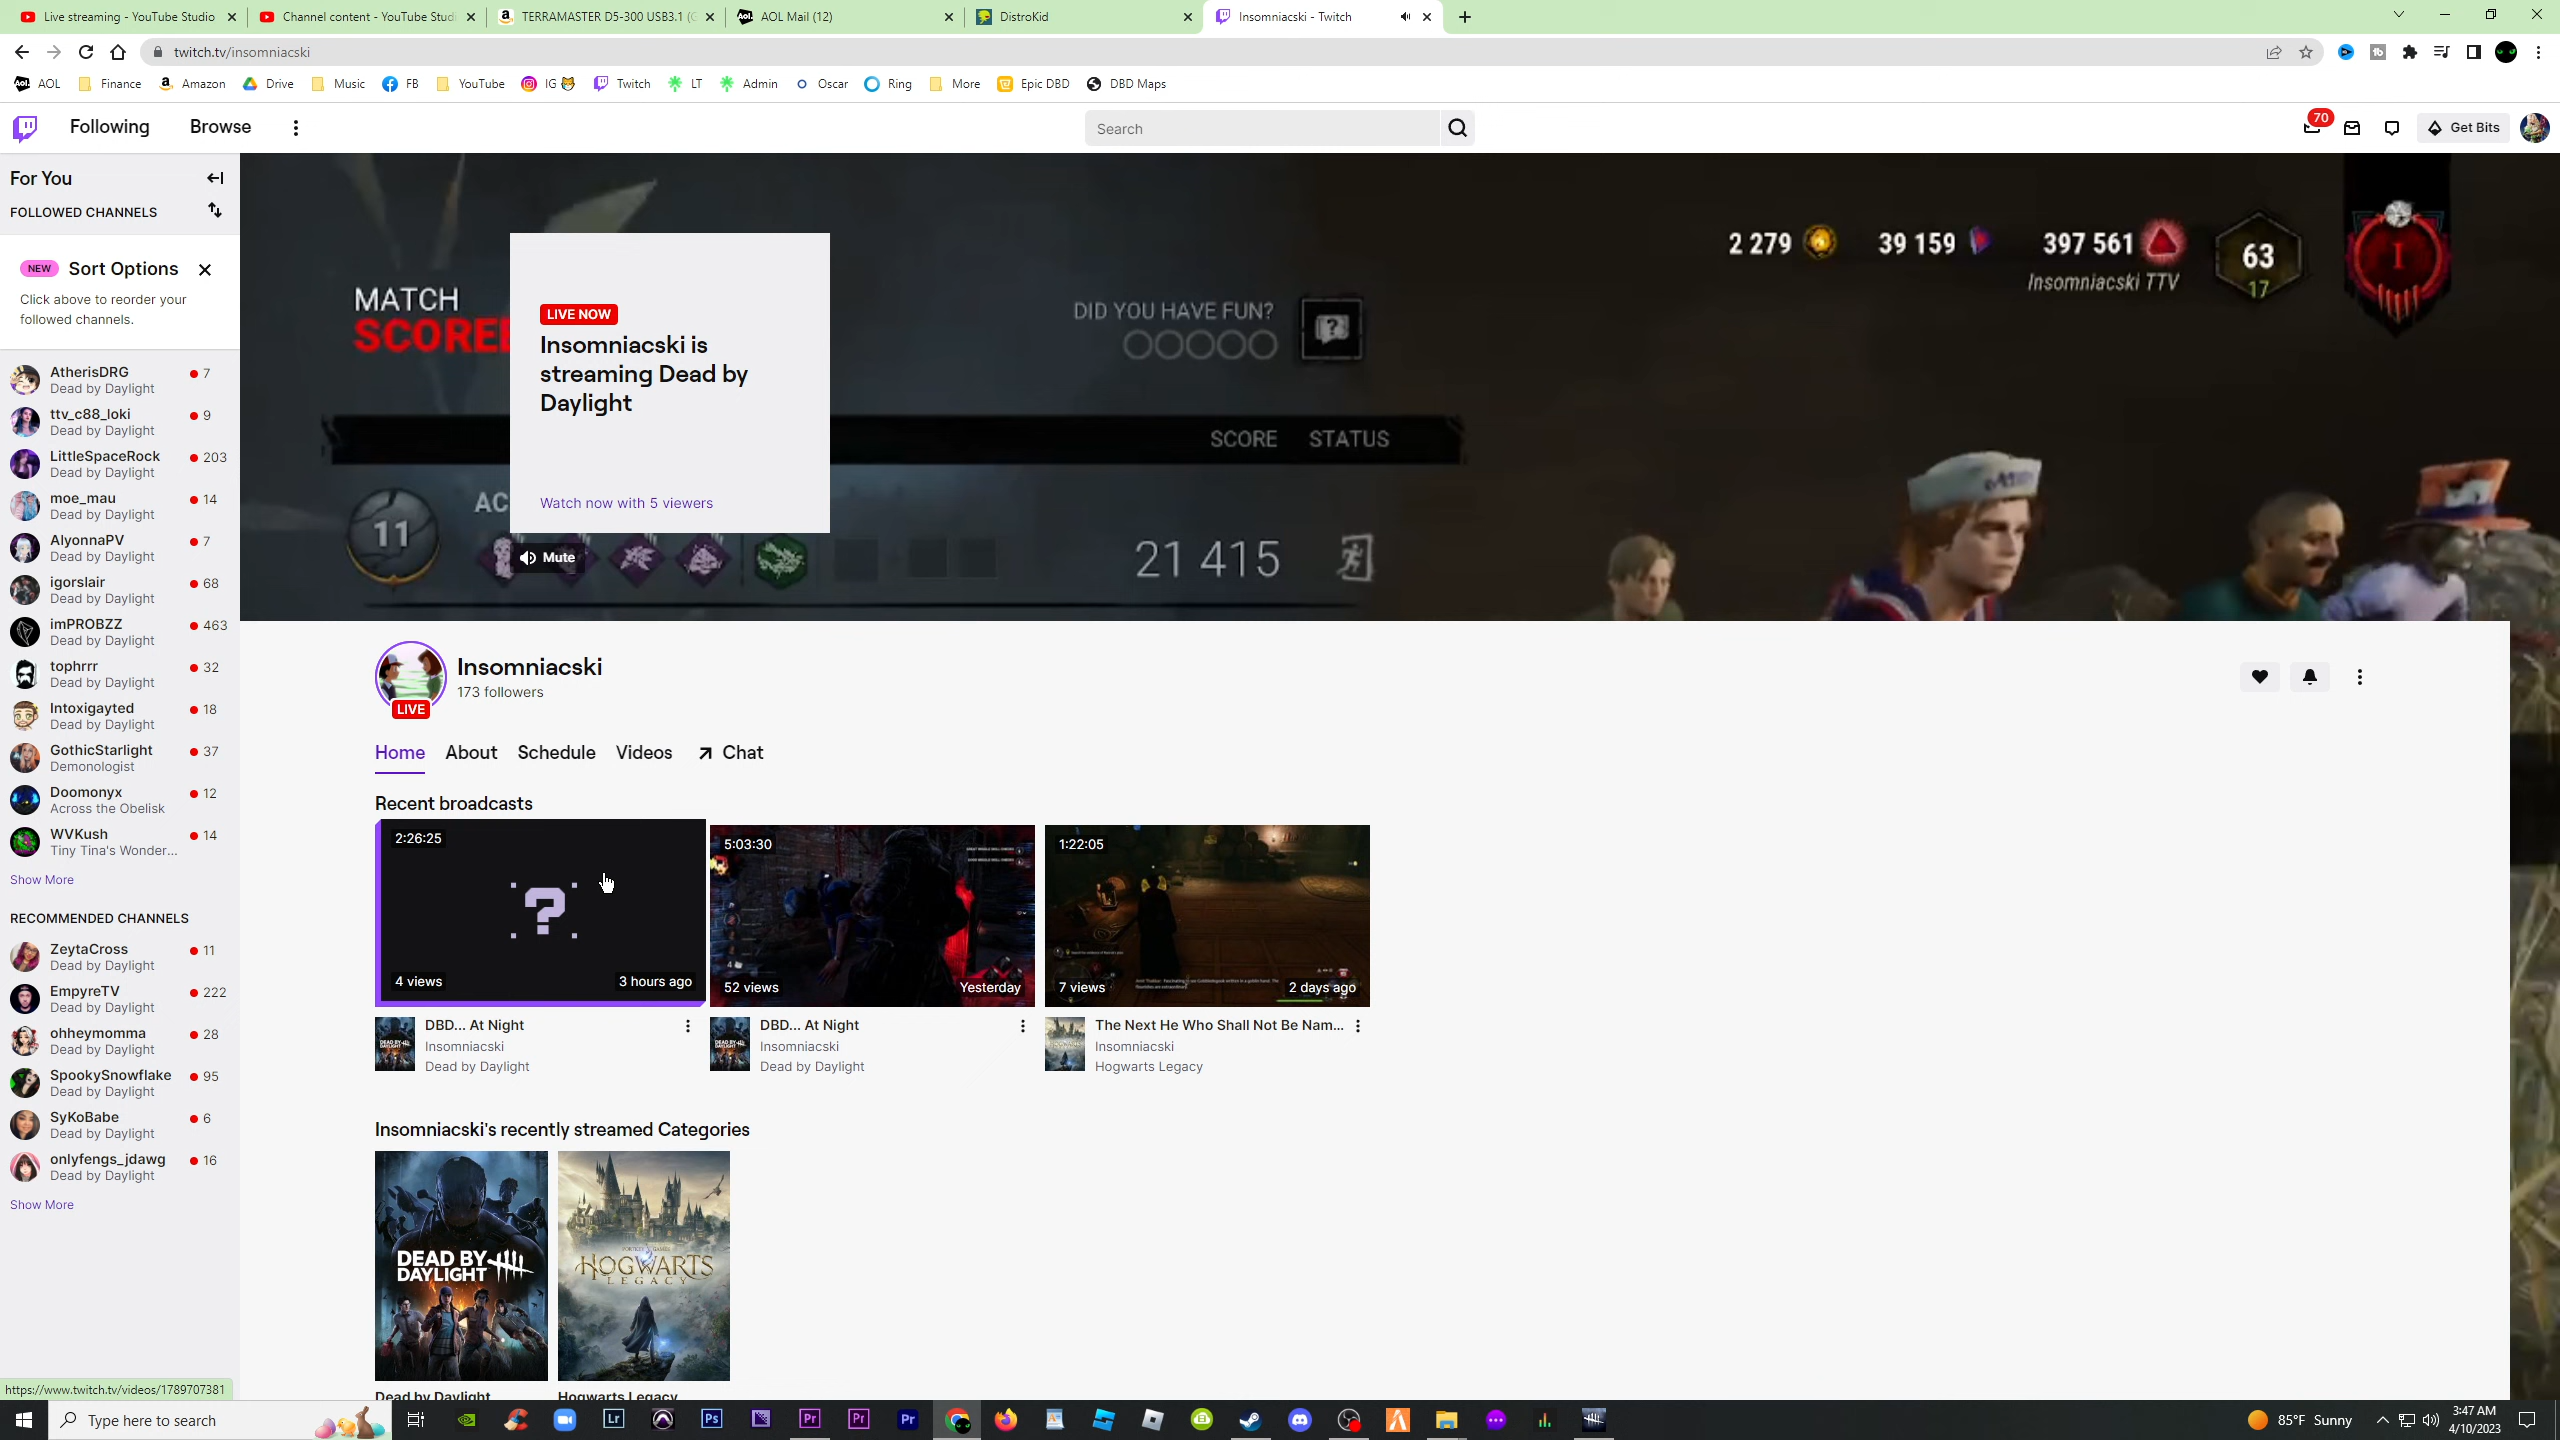 Live streaming - YouTube Studio
Channel content - YouTube Studi
TERRAMASTER D5-300 USB3.1 (G
AOL Mail (12)
DistroKid
Insomniacski - Twitch
twitch.tv/insomniacski
AOL Finance Amazon Drive Music FB YouTube IG Twitch LT Admin Oscar Ring More Epic DBD DBD Maps
Following Browse
Search
70
Get Bits
For You
FOLLOWED CHANNELS
NEW Sort Options
Click above to reorder your
followed channels.
AtherisDRG 7
Dead by Daylight
ttv_c88_loki 9
Dead by Daylight
LittleSpaceRock 203
Dead by Daylight
moe_mau 14
Dead by Daylight
AlyonnaPV 7
Dead by Daylight
igorslair 68
Dead by Daylight
imPROBZZ 463
Dead by Daylight
tophrrr 32
Dead by Daylight
Intoxigayted 18
Dead by Daylight
GothicStarlight 37
Demonologist
Doomonyx 12
Across the Obelisk
WVKush 14
Tiny Tina's Wonder...
Show More
RECOMMENDED CHANNELS
ZeytaCross 11
Dead by Daylight
EmpyreTV 222
Dead by Daylight
ohheymomma 28
Dead by Daylight
SpookySnowflake 95
Dead by Daylight
SyKoBabe 6
Dead by Daylight
onlyfengs_jdawg 16
Dead by Daylight
Show More
https://www.twitch.tv/videos/1789707381
2 279 39 159 397 561
Insomniacski TTV
63
17
I
MATCH
SCORE
DID YOU HAVE FUN?
LIVE NOW
Insomniacski is
streaming Dead by
Daylight
Watch now with 5 viewers
Mute
SCORE STATUS
11
AC
21 415
Insomniacski
173 followers
LIVE
Home About Schedule Videos Chat
Recent broadcasts
2:26:25
4 views 3 hours ago
DBD... At Night
Insomniacski
Dead by Daylight
5:03:30
52 views Yesterday
DBD... At Night
Insomniacski
Dead by Daylight
1:22:05
7 views 2 days ago
The Next He Who Shall Not Be Nam...
Insomniacski
Hogwarts Legacy
Insomniacski's recently streamed Categories
DEAD BY
DAYLIGHT
HOGWARTS
LEGACY
Dead by Daylight
Hogwarts Legacy
Type here to search
Lr
Ps
Pr
Pr
Pr
85°F Sunny
3:47 AM
4/10/2023